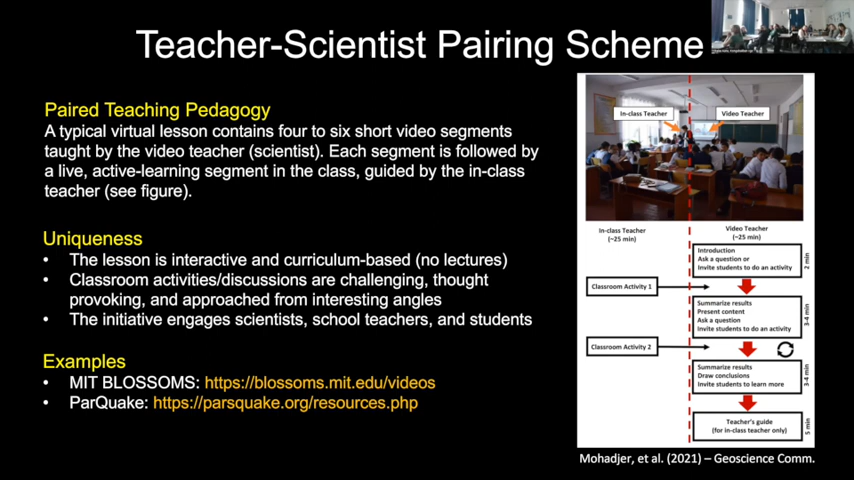 Teacher-Scientist Pairing Scheme
Paired Teaching Pedagogy
A typical virtual lesson contains four to six short video segments
taught by the video teacher (scientist). Each segment is followed by
a live, active-learning segment in the class, guided by the in-class
teacher (see figure).
Uniqueness
• The lesson is interactive and curriculum-based (no lectures)
• Classroom activities/discussions are challenging, thought
provoking, and approached from interesting angles
• The initiative engages scientists, school teachers, and students
Examples
• MIT BLOSSOMS: https://blossoms.mit.edu/videos
• ParQuake: https://parsquake.org/resources.php
In-class Teacher
Video Teacher
In-class Teacher
(~25 min)
Video Teacher
(~25 min)
Introduction
Ask a question or
Invite students to do an activity
2 min
Classroom Activity 1
Summarize results
Present content
Ask a question
Invite students to do an activity
3-4 min
Classroom Activity 2
Summarize results
Draw conclusions
Invite students to learn more
3-4 min
Teacher's guide
(for in-class teacher only)
5 min
Mohadjer, et al. (2021) – Geoscience Comm.